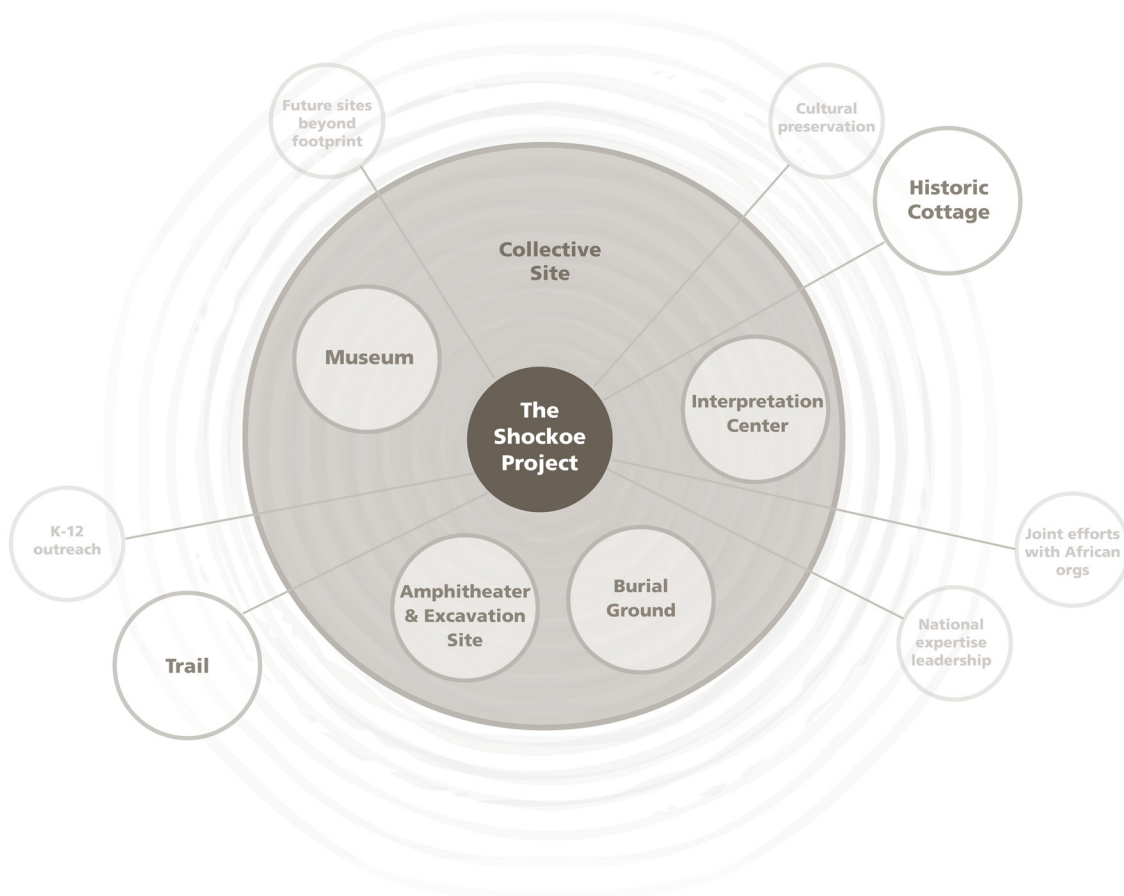 Future sites
beyond
footprint
Cultural
preservation
Historic
Cottage
Collective
Site
Museum
Interpretation
Center
The
Shockoe
Project
K-12
outreach
Joint efforts
with African
orgs
Amphitheater
& Excavation
Site
Burial
Ground
National
expertise
leadership
Trail